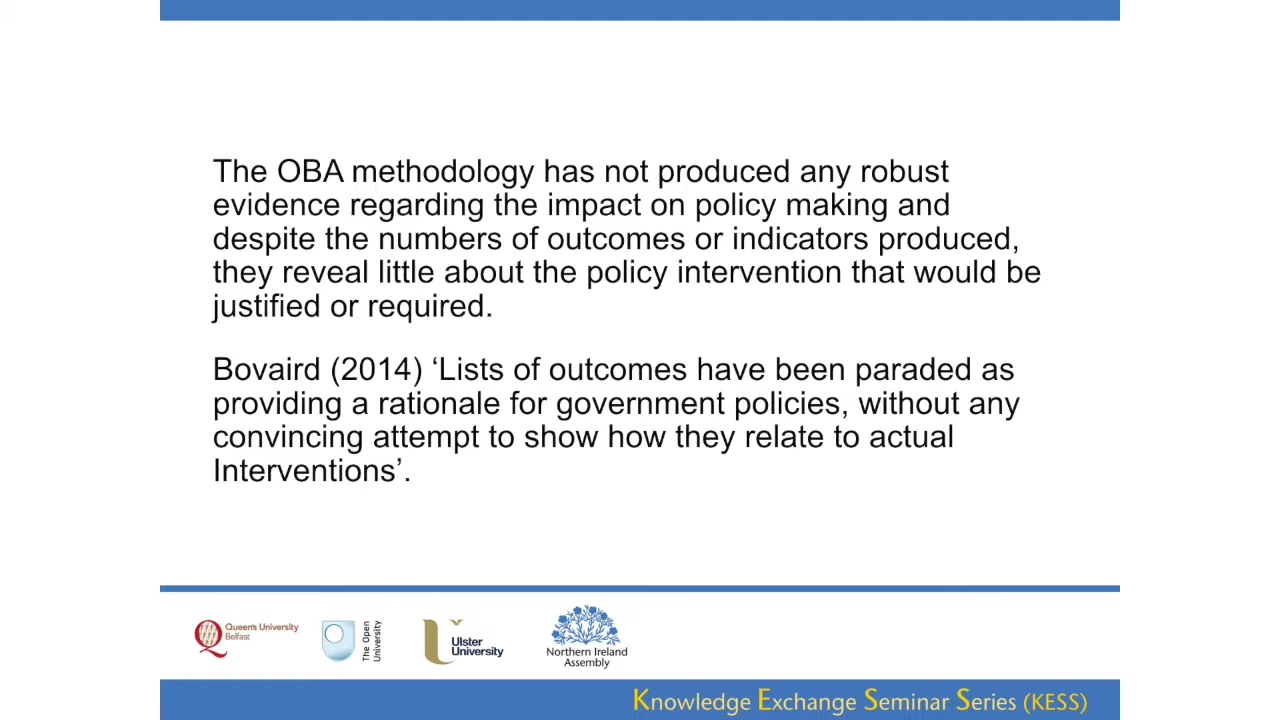 The OBA methodology has not produced any robust
evidence regarding the impact on policy making and
despite the numbers of outcomes or indicators produced,
they reveal little about the policy intervention that would be
justified or required.
Bovaird (2014) ‘Lists of outcomes have been paraded as
providing a rationale for government policies, without any
convincing attempt to show how they relate to actual
Interventions’.
Queen's University
Belfast
The Open
University
Ulster
University
Northern Ireland
Assembly
Knowledge Exchange Seminar Series (KESS)